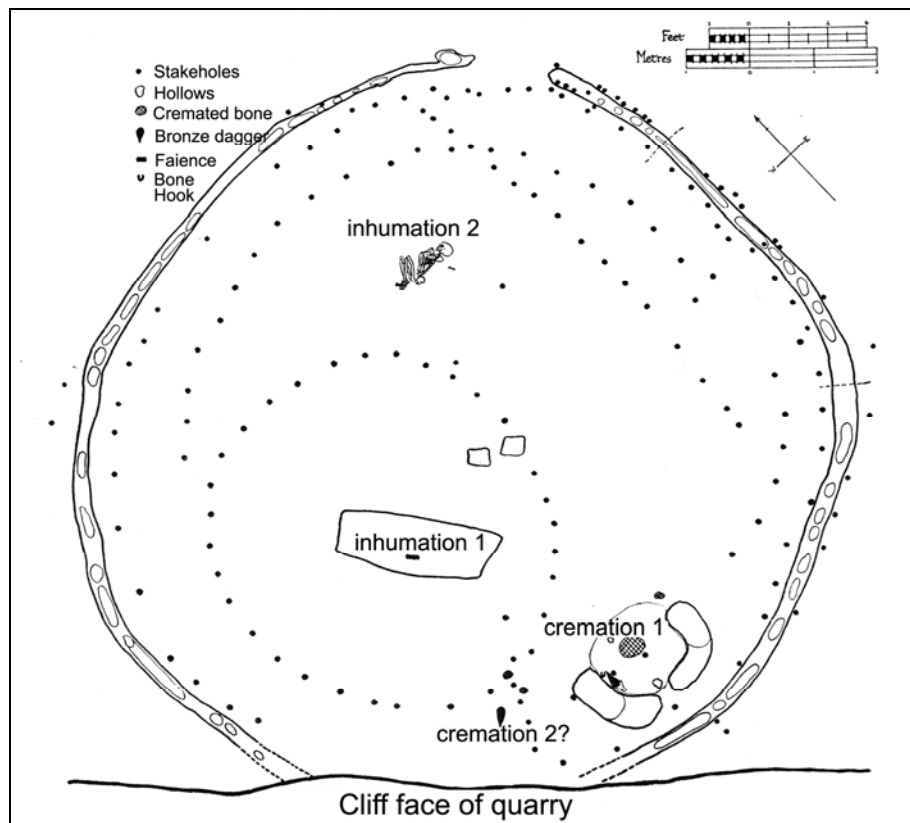 Stakeholes
Hollows
Cremated bone
Bronze dagger
Faience
Bone
Hook
Feet
Metres
inhumation 2
inhumation 1
cremation 1
cremation 2?
Cliff face of quarry